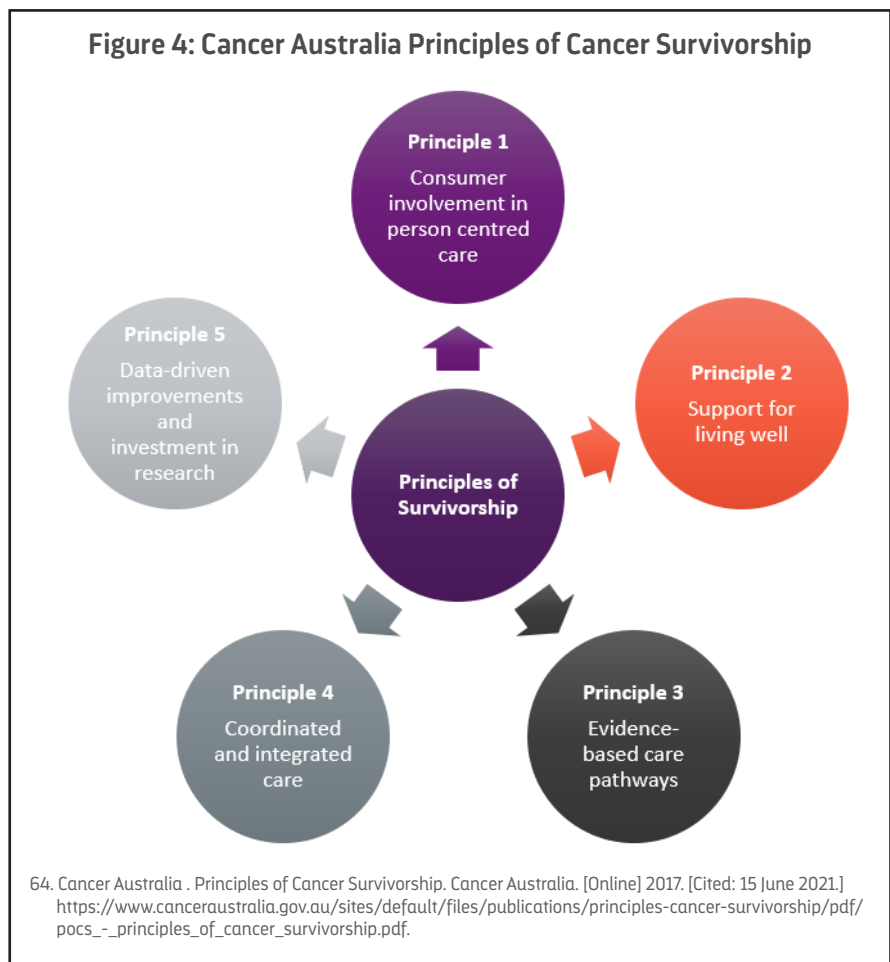 Figure 4: Cancer Australia Principles of Cancer Survivorship
Principle 1
Consumer
involvement in
person centred
care
Principle 2
Support for
living well
Principle 3
Evidence-
based care
pathways
Principle 4
Coordinated
and integrated
care
Principle 5
Data-driven
improvements
and
investment in
research
Principles of
Survivorship
64. Cancer Australia . Principles of Cancer Survivorship. Cancer Australia. [Online] 2017. [Cited: 15 June 2021.]
https://www.canceraustralia.gov.au/sites/default/files/publications/principles-cancer-survivorship/pdf/
pocs_-_principles_of_cancer_survivorship.pdf.